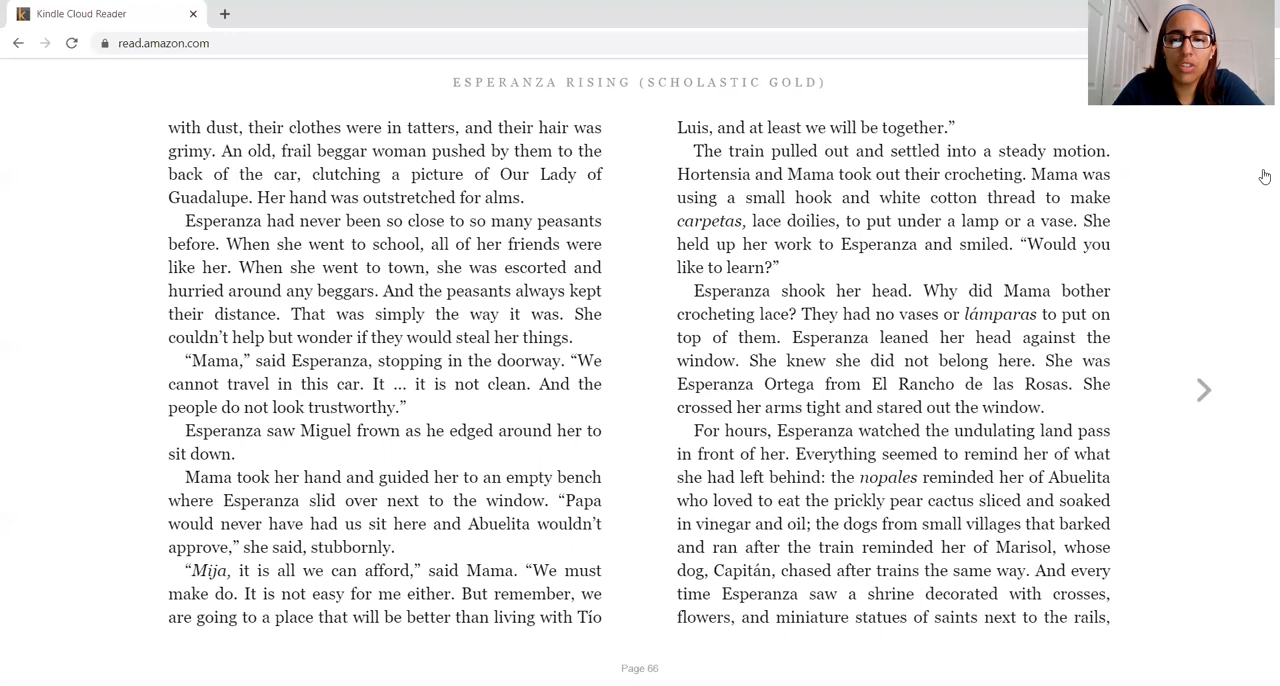 Kindle Cloud Reader
read.amazon.com
ESPERANZA RISING (SCHOLASTIC GOLD)
with dust, their clothes were in tatters, and their hair was
grimy. An old, frail beggar woman pushed by them to the
back of the car, clutching a picture of Our Lady of
Guadalupe. Her hand was outstretched for alms.
Esperanza had never been so close to so many peasants
before. When she went to school, all of her friends were
like her. When she went to town, she was escorted and
hurried around any beggars. And the peasants always kept
their distance. That was simply the way it was. She
couldn’t help but wonder if they would steal her things.
“Mama,” said Esperanza, stopping in the doorway. “We
cannot travel in this car. It ... it is not clean. And the
people do not look trustworthy.”
Esperanza saw Miguel frown as he edged around her to
sit down.
Mama took her hand and guided her to an empty bench
where Esperanza slid over next to the window. “Papa
would never have had us sit here and Abuelita wouldn’t
approve,” she said, stubbornly.
“Mija, it is all we can afford,” said Mama. “We must
make do. It is not easy for me either. But remember, we
are going to a place that will be better than living with Tío
Luis, and at least we will be together.”
The train pulled out and settled into a steady motion.
Hortensia and Mama took out their crocheting. Mama was
using a small hook and white cotton thread to make
carpetas, lace doilies, to put under a lamp or a vase. She
held up her work to Esperanza and smiled. “Would you
like to learn?”
Esperanza shook her head. Why did Mama bother
crocheting lace? They had no vases or lámparas to put on
top of them. Esperanza leaned her head against the
window. She knew she did not belong here. She was
Esperanza Ortega from El Rancho de las Rosas. She
crossed her arms tight and stared out the window.
For hours, Esperanza watched the undulating land pass
in front of her. Everything seemed to remind her of what
she had left behind: the nopales reminded her of Abuelita
who loved to eat the prickly pear cactus sliced and soaked
in vinegar and oil; the dogs from small villages that barked
and ran after the train reminded her of Marisol, whose
dog, Capitán, chased after trains the same way. And every
time Esperanza saw a shrine decorated with crosses,
flowers, and miniature statues of saints next to the rails,
Page 66